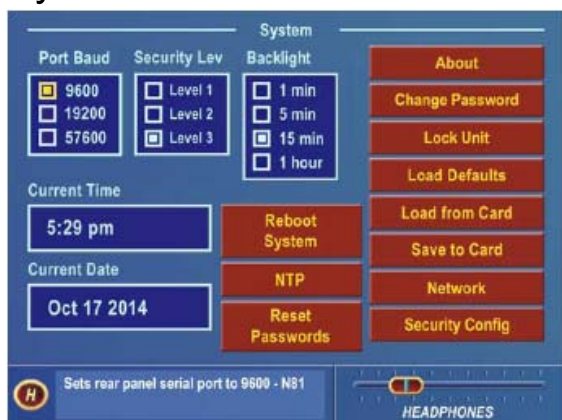 System
Port Baud
9600
19200
57600
Security Lev
Level 1
Level 2
Level 3
Backlight
1 min
5 min
15 min
1 hour
Current Time
5:29 pm
Current Date
Oct 17 2014
Reboot
System
NTP
Reset
Passwords
About
Change Password
Lock Unit
Load Defaults
Load from Card
Save to Card
Network
Security Config
H
Sets rear panel serial port to 9600 - N81
HEADPHONES